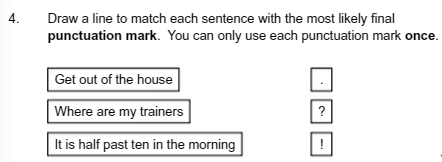 4. Draw a line to match each sentence with the most likely final
punctuation mark. You can only use each punctuation mark once.
Get out of the house .
Where are my trainers ?
It is half past ten in the morning !